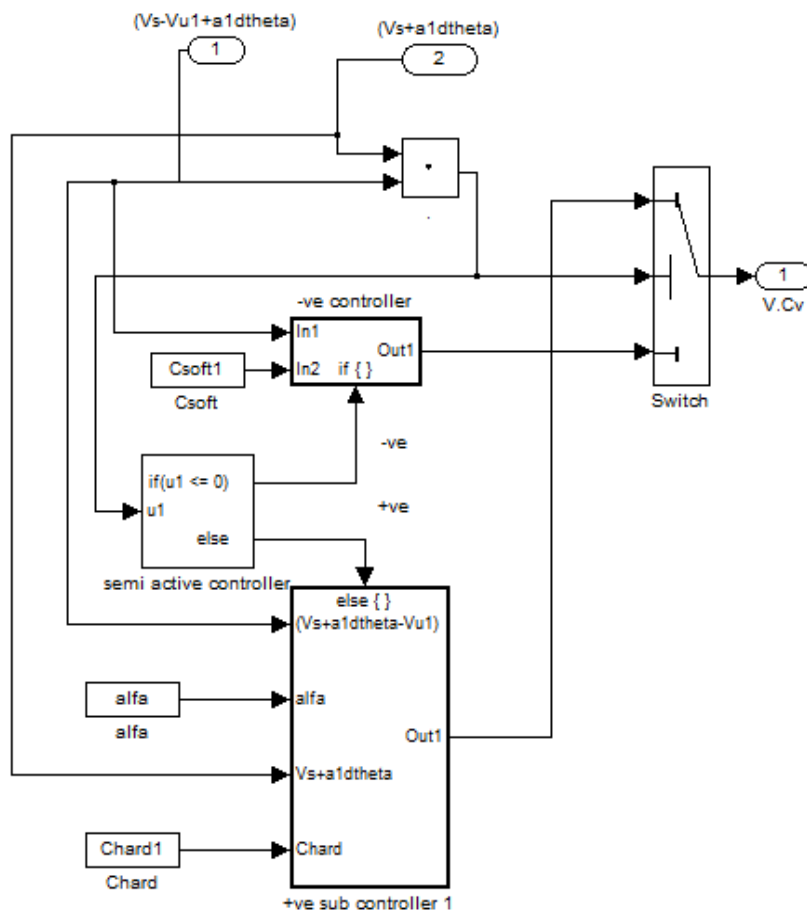 (Vs-Vu1+a1dtheta)
1
(Vs+a1dtheta)
2
.
-ve controller
In1
Out1
In2
if { }
Csoft1
Csoft
Switch
1
V.Cv
-ve
+ve
if(u1 <= 0)
u1
else
semi active controller
else { }
(Vs+a1dtheta-Vu1)
alfa
alfa
alfa
Out1
Vs+a1dtheta
Chard1
Chard
Chard
+ve sub controller 1